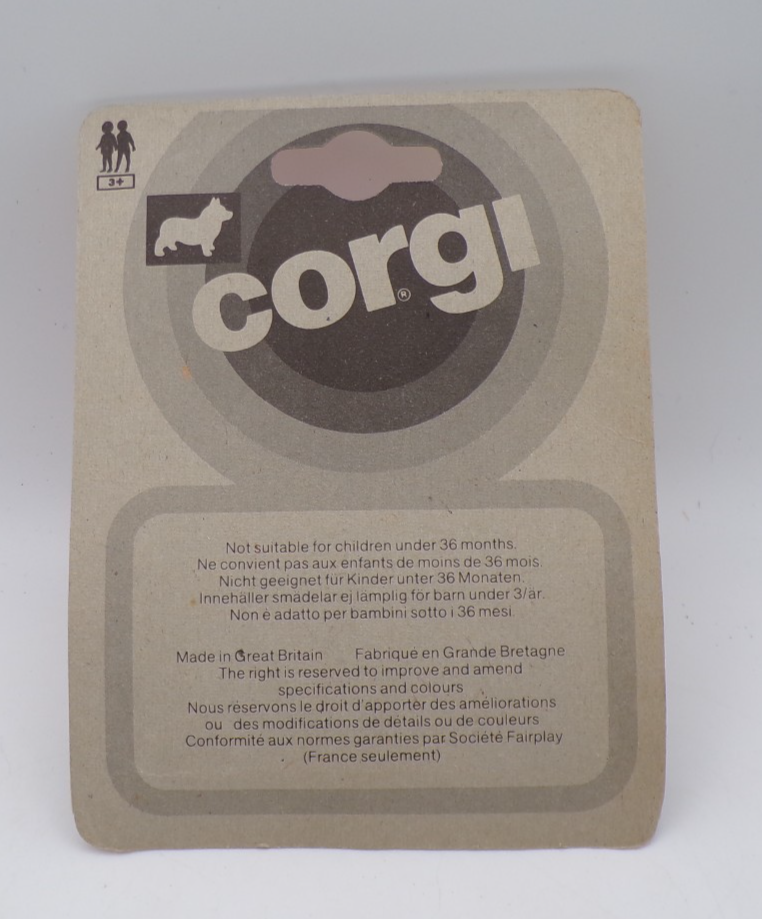 3+
corgi
®
Not suitable for children under 36 months.
Ne convient pas aux enfants de moins de 36 mois.
Nicht geeignet für Kinder unter 36 Monaten.
Innehåller smådelar ej lämplig för barn under 3/år.
Non è adatto per bambini sotto i 36 mesi.
Made in Great Britain Fabrique en Grande Bretagne
The right is reserved to improve and amend
specifications and colours
Nous réservons le droit d'apporter des améliorations
ou des modifications de détails ou de couleurs
Conformité aux normes garanties par Société Fairplay
(France seulement)